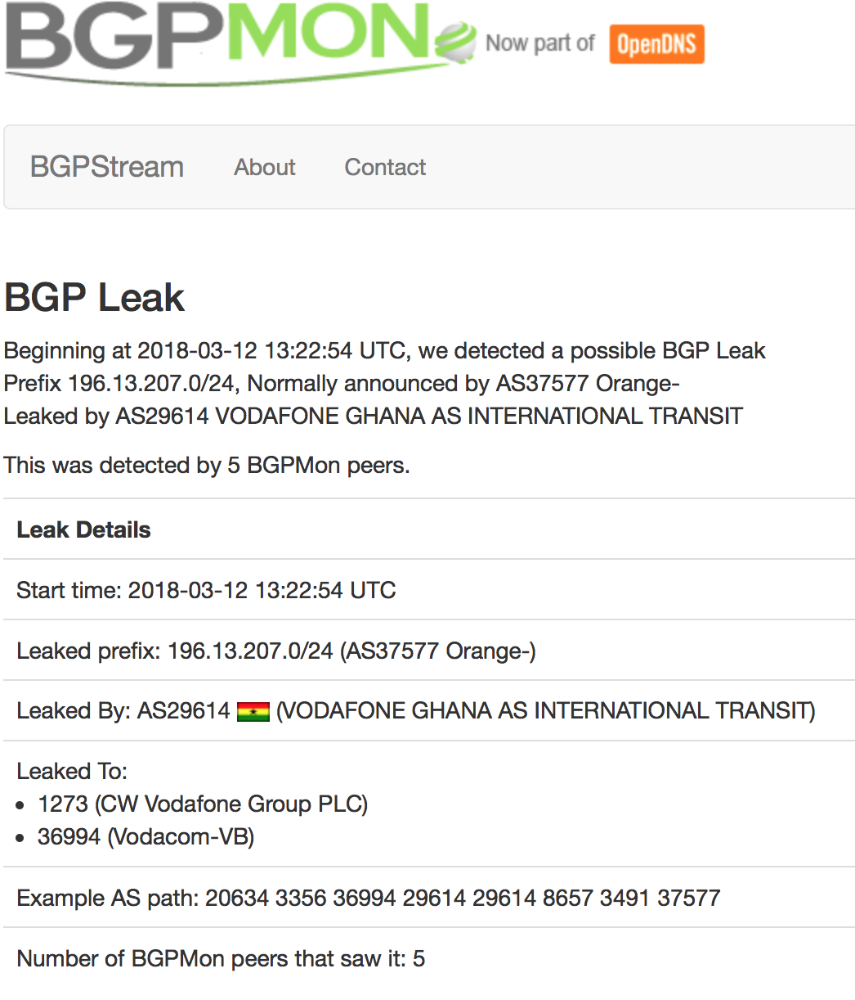 BGPMON Now part of OpenDNS
BGPStream About Contact
BGP Leak
Beginning at 2018-03-12 13:22:54 UTC, we detected a possible BGP Leak
Prefix 196.13.207.0/24, Normally announced by AS37577 Orange-
Leaked by AS29614 VODAFONE GHANA AS INTERNATIONAL TRANSIT
This was detected by 5 BGPMon peers.
Leak Details
Start time: 2018-03-12 13:22:54 UTC
Leaked prefix: 196.13.207.0/24 (AS37577 Orange-)
Leaked By: AS29614 (VODAFONE GHANA AS INTERNATIONAL TRANSIT)
Leaked To:
• 1273 (CW Vodafone Group PLC)
• 36994 (Vodacom-VB)
Example AS path: 20634 3356 36994 29614 29614 8657 3491 37577
Number of BGPMon peers that saw it: 5